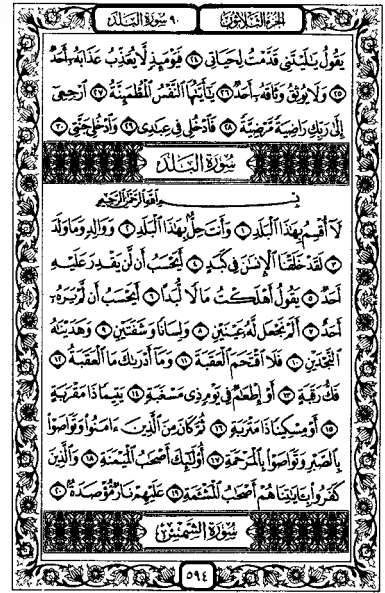 الجزء الثلاثون
٩٠ سورة البلد
يَقُولُ يَٰلَيْتَنِى قَدَّمْتُ لِحَيَاتِى ٢٤ فَيَوْمَئِذٍ لَّا يُعَذِّبُ عَذَابَهُۥٓ أَحَدٌ
٢٥ وَلَا يُوثِقُ وَثَاقَهُۥٓ أَحَدٌ ٢٦ يَٰٓأَيَّتُهَا ٱلنَّفْسُ ٱلْمُطْمَئِنَّةُ ٢٧ ٱرْجِعِىٓ
إِلَىٰ رَبِّكِ رَاضِيَةً مَّرْضِيَّةً ٢٨ فَٱدْخُلِى فِى عِبَٰدِى ٢٩ وَٱدْخُلِى جَنَّتِى ٣٠
سورة البلد
بِسْمِ ٱللَّهِ ٱلرَّحْمَٰنِ ٱلرَّحِيمِ
لَآ أُقْسِمُ بِهَٰذَا ٱلْبَلَدِ ١ وَأَنتَ حِلٌّۢ بِهَٰذَا ٱلْبَلَدِ ٢ وَوَالِدٍ وَمَا وَلَدَ
٣ لَقَدْ خَلَقْنَا ٱلْإِنسَٰنَ فِى كَبَدٍ ٤ أَيَحْسَبُ أَن لَّن يَقْدِرَ عَلَيْهِ
أَحَدٌ ٥ يَقُولُ أَهْلَكْتُ مَالًا لُّبَدًا ٦ أَيَحْسَبُ أَن لَّمْ يَرَهُۥٓ
أَحَدٌ ٧ أَلَمْ نَجْعَل لَّهُۥ عَيْنَيْنِ ٨ وَلِسَانًا وَشَفَتَيْنِ ٩ وَهَدَيْنَٰهُ
ٱلنَّجْدَيْنِ ١٠ فَلَا ٱقْتَحَمَ ٱلْعَقَبَةَ ١١ وَمَآ أَدْرَىٰكَ مَا ٱلْعَقَبَةُ ١٢
فَكُّ رَقَبَةٍ ١٣ أَوْ إِطْعَٰمٌ فِى يَوْمٍ ذِى مَسْغَبَةٍ ١٤ يَتِيمًا ذَا مَقْرَبَةٍ
١٥ أَوْ مِسْكِينًا ذَا مَتْرَبَةٍ ١٦ ثُمَّ كَانَ مِنَ ٱلَّذِينَ ءَامَنُوا۟ وَتَوَاصَوْا۟
بِٱلصَّبْرِ وَتَوَاصَوْا۟ بِٱلْمَرْحَمَةِ ١٧ أُو۟لَٰٓئِكَ أَصْحَٰبُ ٱلْمَيْمَنَةِ ١٨ وَٱلَّذِينَ
كَفَرُوا۟ بِـَٔايَٰتِنَا هُمْ أَصْحَٰبُ ٱلْمَشْـَٔمَةِ ١٩ عَلَيْهِمْ نَارٌ مُّؤْصَدَةٌۢ ٢٠
سورة الشمس
٥٩٤